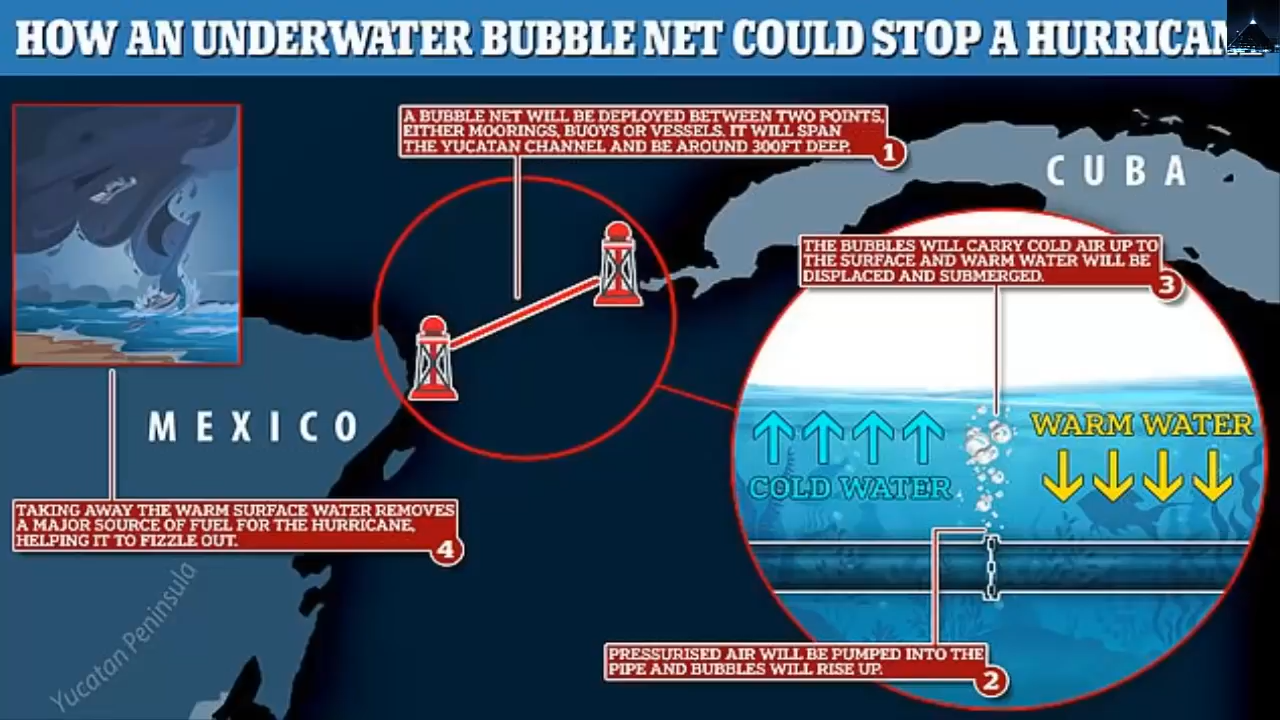 HOW AN UNDERWATER BUBBLE NET COULD STOP A HURRICAN
A BUBBLE NET WILL BE DEPLOYED BETWEEN TWO POINTS,
EITHER MOORINGS, BUOYS OR VESSELS. IT WILL SPAN
THE YUCATAN CHANNEL AND BE AROUND 300FT DEEP.
1
CUBA
THE BUBBLES WILL CARRY COLD AIR UP TO
THE SURFACE AND WARM WATER WILL BE
DISPLACED AND SUBMERGED.
3
MEXICO
WARM WATER
COLD WATER
TAKING AWAY THE WARM SURFACE WATER REMOVES
A MAJOR SOURCE OF FUEL FOR THE HURRICANE,
HELPING IT TO FIZZLE OUT.
4
Yucatan Peninsula
PRESSURISED AIR WILL BE PUMPED INTO THE
PIPE AND BUBBLES WILL RISE UP.
2